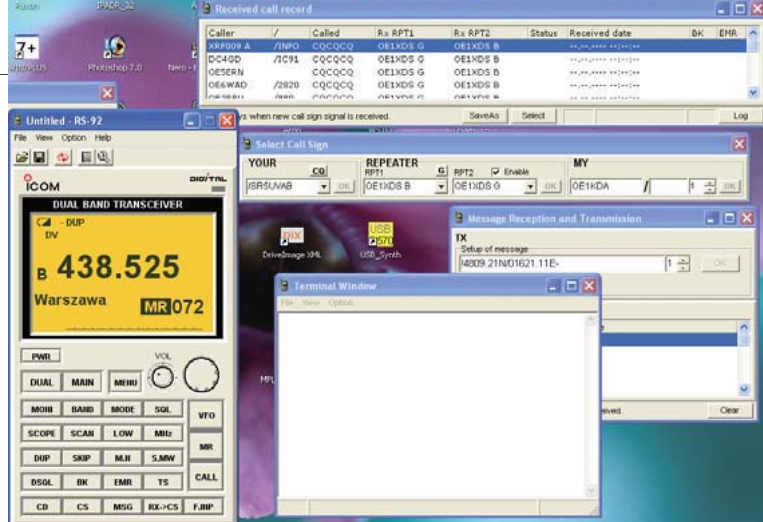 Received call record
Caller / Called Rx RPT1 Rx RPT2 Status Received date BK EMR
XRF009 A /INFO CQCQCQ OE1XDS G OE1XDS B --.--.---- --:--:--
DC4GD /IC91 CQCQCQ OE1XDS G OE1XDS B --.--.---- --:--:--
OE5ERN CQCQCQ OE1XDS G OE1XDS B --.--.---- --:--:--
OE6WAD /2820 CQCQCQ OE1XDS G OE1XDS B --.--.---- --:--:--
when new call sign signal is received. SaveAs Select Log
Photoshop 7.0
Untitled - RS-92
File View Option Help
ICOM DIGITAL
DUAL BAND TRANSCEIVER
- DUP
DV
B 438.525
Warszawa MR 072
PWR VOL
DUAL MAIN MENU
MONI BAND MODE SQL VFO
SCOPE SCAN LOW MHz
MR
DUP SKIP M.N S.MW
DSQL BK EMR TS CALL
CD CS MSG RX->CS F.INP
Select Call Sign
YOUR CQ REPEATER RPT1 G RPT2 Enable MY
OK OE1XDS B OE1XDS G OK OE1KDA / 1 OK
DriveImage XML
USB_Synth
Message Reception and Transmission
TX
Setup of message
1 OK
Clear
Terminal Window
File View Option